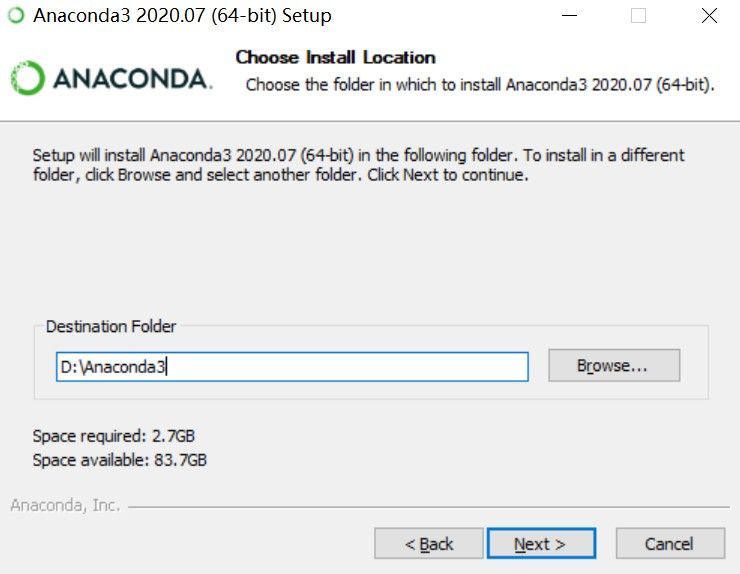 Anaconda3 2020.07 (64-bit) Setup
ANACONDA.
Choose Install Location
Choose the folder in which to install Anaconda3 2020.07 (64-bit).
Setup will install Anaconda3 2020.07 (64-bit) in the following folder. To install in a different
folder, click Browse and select another folder. Click Next to continue.
Destination Folder
D:\Anaconda3
Browse...
Space required: 2.7GB
Space available: 83.7GB
Anaconda, Inc.
< Back
Next >
Cancel